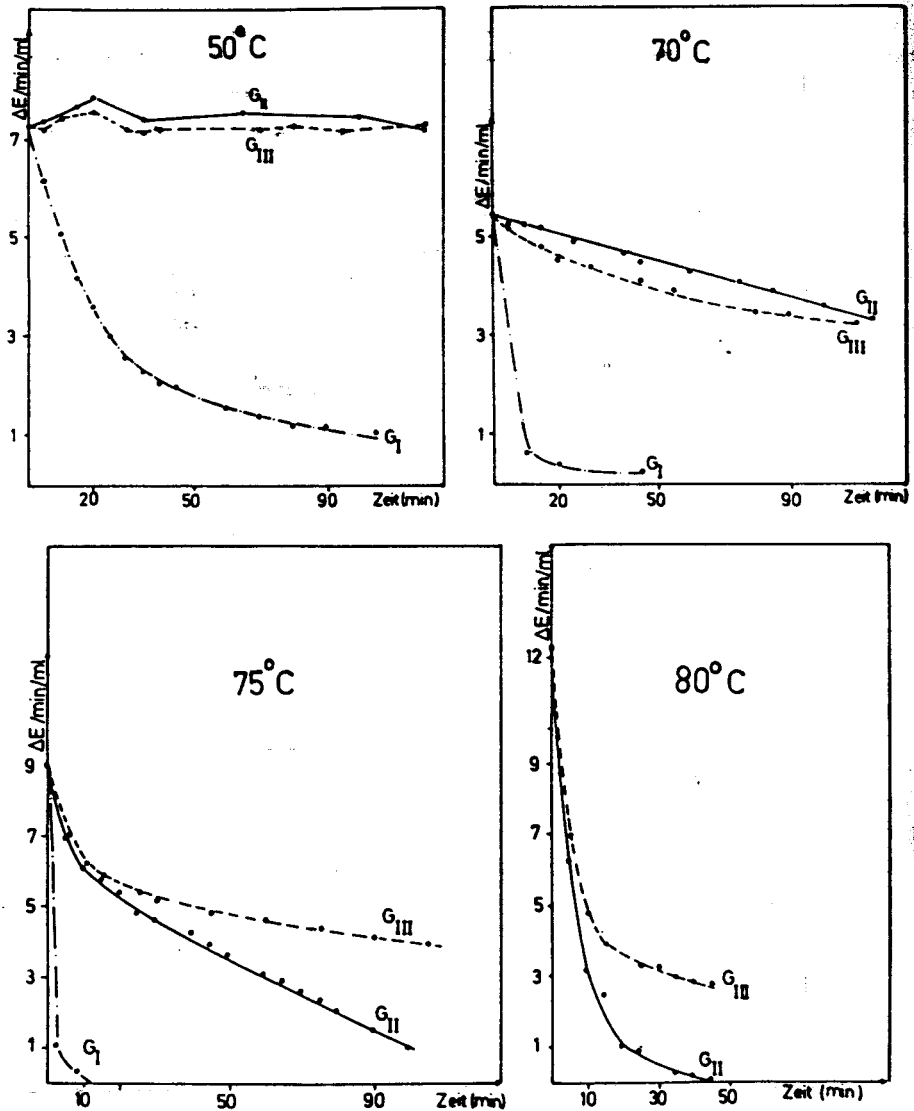 50°C
ΔE/min/ml
7
5
3
1
G_II
G_III
G_I
20 50 90 Zeit(min)
70°C
ΔE/min/ml
7
5
3
1
G_II
G_III
G_I
20 50 90 Zeit(min)
75°C
ΔE/min/ml
9
7
5
3
1
G_III
G_II
G_I
10 50 90 Zeit(min)
80°C
ΔE/min/ml
12
9
7
5
3
1
G_III
G_II
10 30 50 Zeit (min)